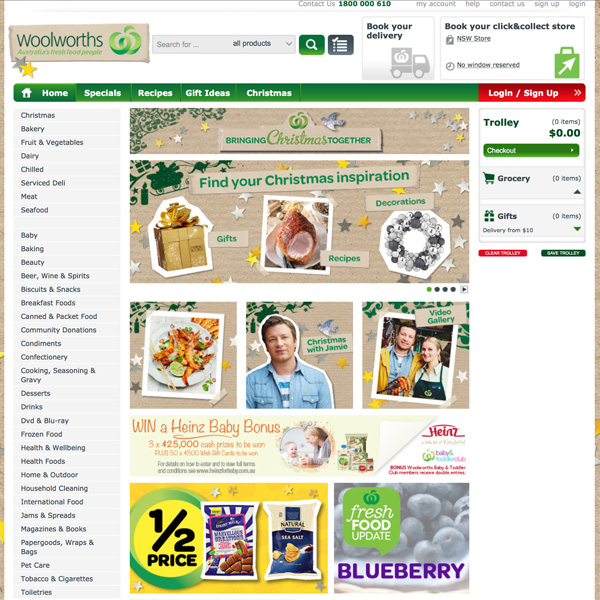 Contact Us 1800 000 610
my account help contact us sign up login
Woolworths
Australia's fresh food people
Search for ...
all products
Book your
delivery
Book your click&collect store
NSW Store
No window reserved
Home
Specials
Recipes
Gift Ideas
Christmas
Login / Sign Up
Christmas
Bakery
Fruit & Vegetables
Dairy
Chilled
Serviced Deli
Meat
Seafood
Baby
Baking
Beauty
Beer, Wine & Spirits
Biscuits & Snacks
Breakfast Foods
Canned & Packet Food
Community Donations
Condiments
Confectionery
Cooking, Seasoning &
Gravy
Desserts
Drinks
Dvd & Blu-ray
Frozen Food
Health & Wellbeing
Health Foods
Home & Outdoor
Household Cleaning
International Food
Jams & Spreads
Magazines & Books
Papergoods, Wraps &
Bags
Pet Care
Tobacco & Cigarettes
Toiletries
BRINGING Christmas TOGETHER
Find your Christmas inspiration
Gifts
Recipes
Decorations
Christmas
with Jamie
Video
Gallery
WIN a Heinz Baby Bonus
3 x $25,000 cash prizes to be won
PLUS 50 x $500 Wish Gift Cards to be won
For details on how to enter and to view full terms
and conditions see www.heinzforbaby.com.au
Heinz
baby&
toddlerclub
BONUS Woolworths Baby & Toddler
Club members receive double entries.
1/2
PRICE
NATURAL
SEA SALT
fresh
FOOD
UPDATE
BLUEBERRY
Trolley
(0 items)
$0.00
Checkout
Grocery
(0 items)
Gifts
(0 items)
Delivery from $10
CLEAR TROLLEY
SAVE TROLLEY